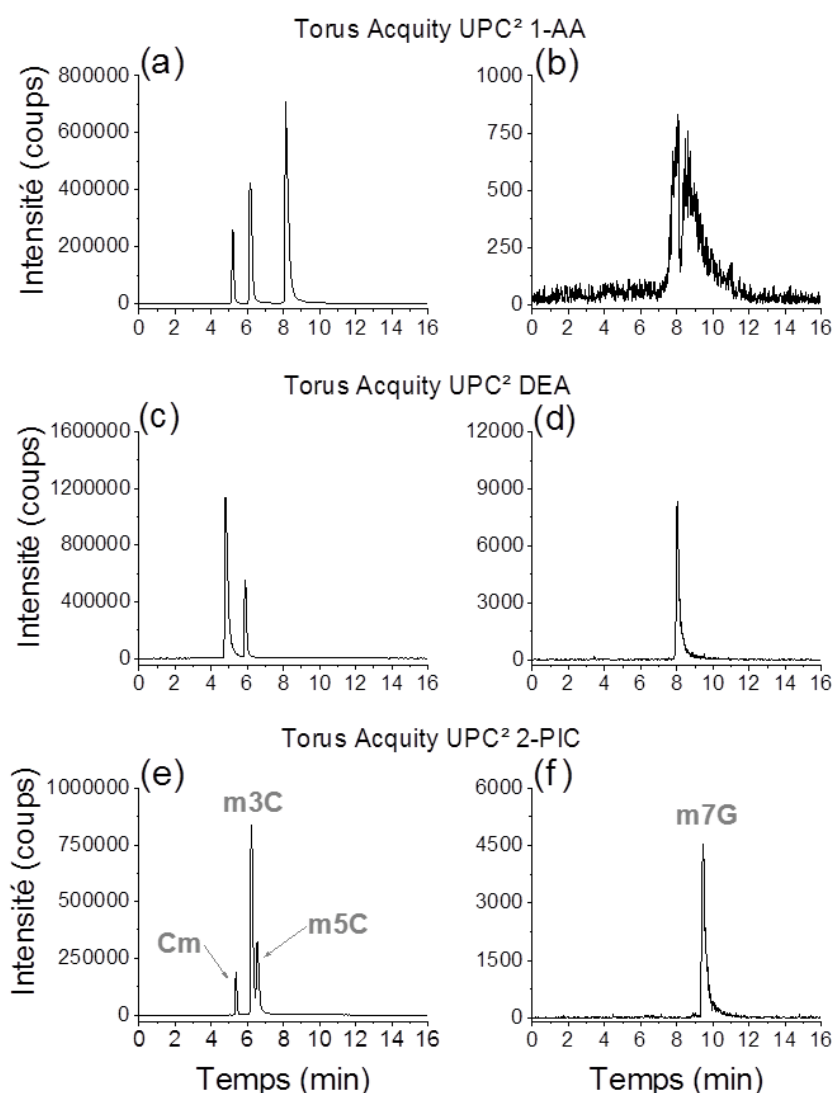 Torus Acquity UPC² 1-AA
(a)
(b)
Intensité (coups)
800000
600000
400000
200000
0
0 2 4 6 8 10 12 14 16
1000
750
500
250
0
0 2 4 6 8 10 12 14 16
Torus Acquity UPC² DEA
(c)
(d)
Intensité (coups)
1600000
1200000
800000
400000
0
0 2 4 6 8 10 12 14 16
12000
9000
6000
3000
0
0 2 4 6 8 10 12 14 16
Torus Acquity UPC² 2-PIC
(e)
(f)
Intensité (coups)
1000000
750000
500000
250000
0
m3C
Cm
m5C
0 2 4 6 8 10 12 14 16
Temps (min)
6000
4500
3000
1500
0
m7G
0 2 4 6 8 10 12 14 16
Temps (min)